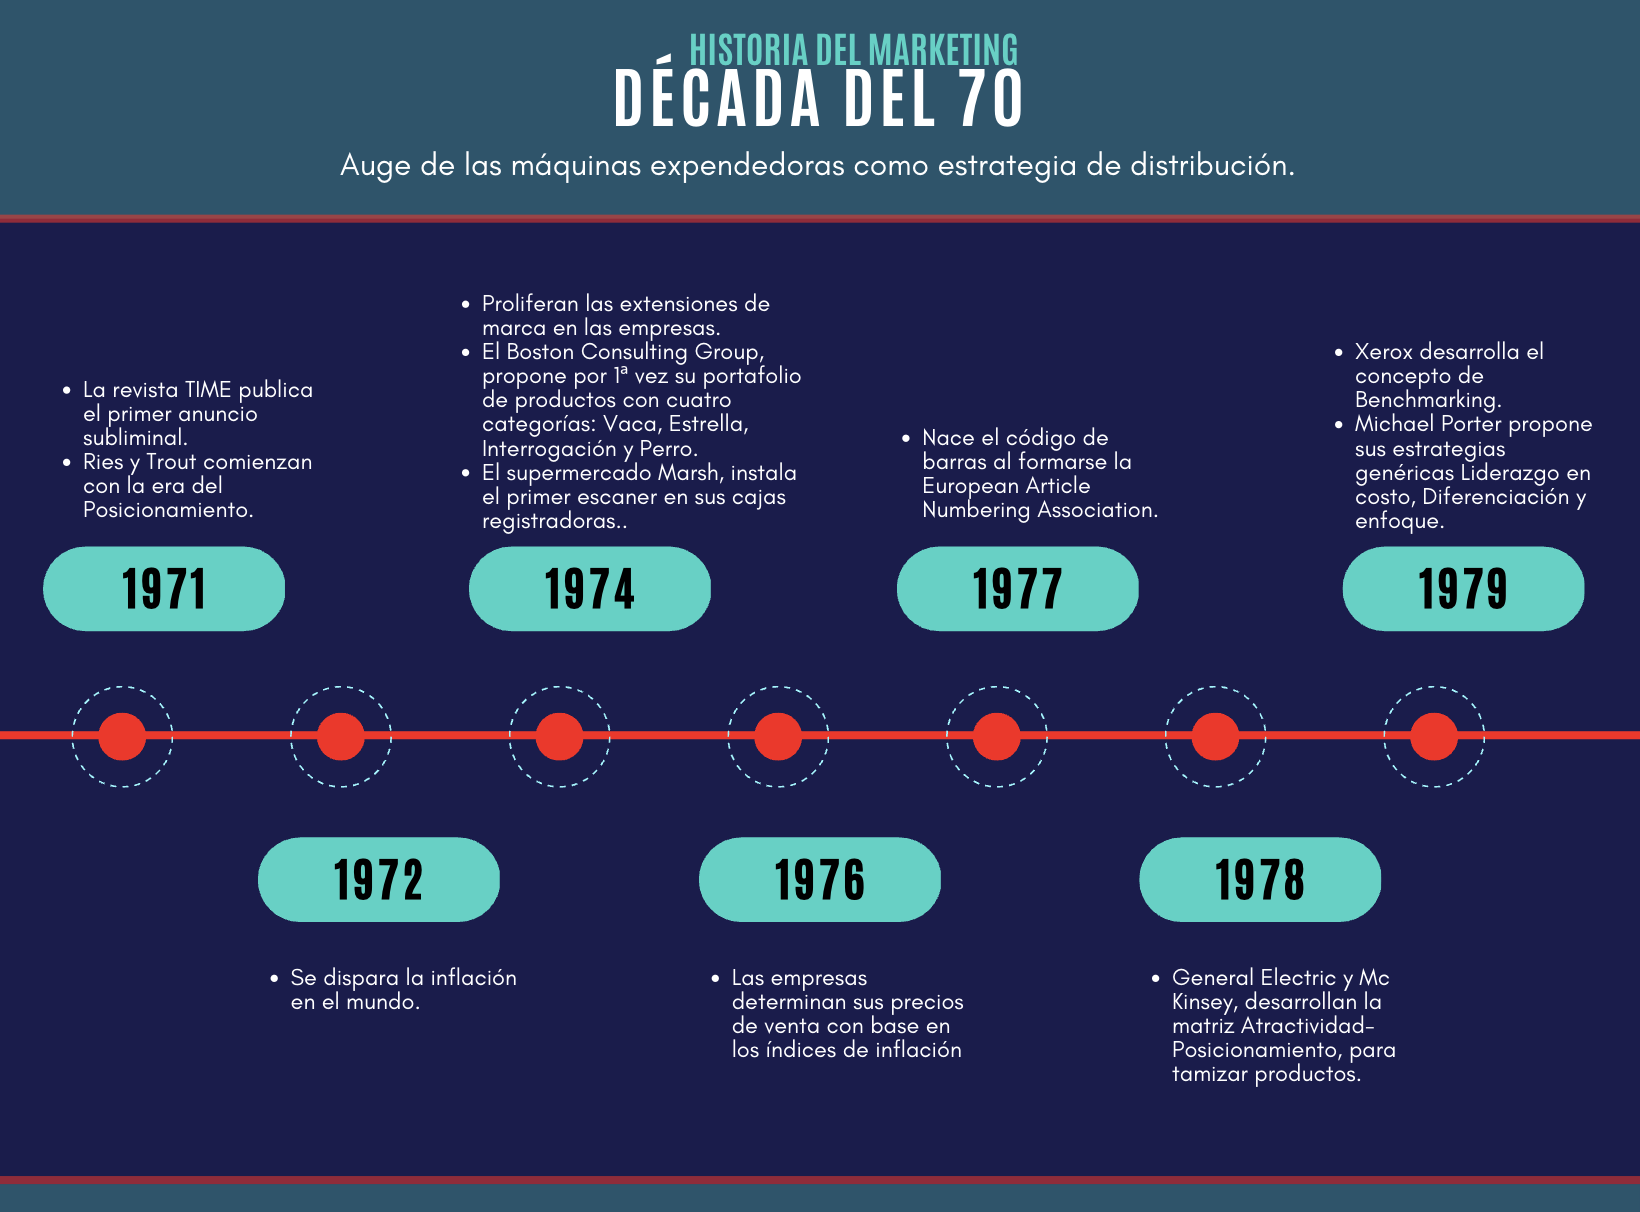 HISTORIA DEL MARKETING
DÉCADA DEL 70
Auge de las máquinas expendedoras como estrategia de distribución.
• La revista TIME publica
el primer anuncio
subliminal.
• Ries y Trout comienzan
con la era del
Posicionamiento.
1971
• Proliferan las extensiones de
marca en las empresas.
• El Boston Consulting Group,
propone por 1ª vez su portafolio
de productos con cuatro
categorías: Vaca, Estrella,
Interrogación y Perro.
• El supermercado Marsh, instala
el primer escaner en sus cajas
registradoras..
1974
• Nace el código de
barras al formarse la
European Article
Numbering Association.
1977
• Xerox desarrolla el
concepto de
Benchmarking.
• Michael Porter propone
sus estrategias
genéricas Liderazgo en
costo, Diferenciación y
enfoque.
1979
1972
• Se dispara la inflación
en el mundo.
1976
• Las empresas
determinan sus precios
de venta con base en
los índices de inflación
1978
• General Electric y Mc
Kinsey, desarrollan la
matriz Atractividad-
Posicionamiento, para
tamizar productos.